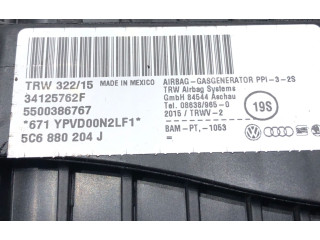 TRW 322/15 MADE IN MEXICO
34125762F
5500386767
*671 YPVD00N2LF1*
5C6 880 204 J
AIRBAG-GASGENERATOR PPI-3-2S
TRW Airbag Systems
GmbH 84544 Aschau
Tel. 08638/965-0
2015 / TRWV-2
19S
BAM-PT,-1053